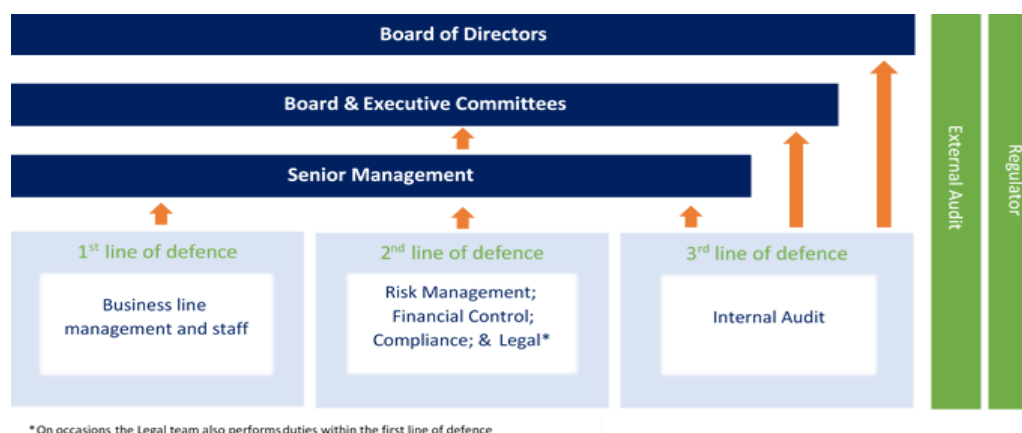 Board of Directors
Board & Executive Committees
Senior Management
1st line of defence
Business line
management and staff
2nd line of defence
Risk Management;
Financial Control;
Compliance; & Legal*
3rd line of defence
Internal Audit
External Audit
Regulator
*On occasions the Legal team also performs duties within the first line of defence